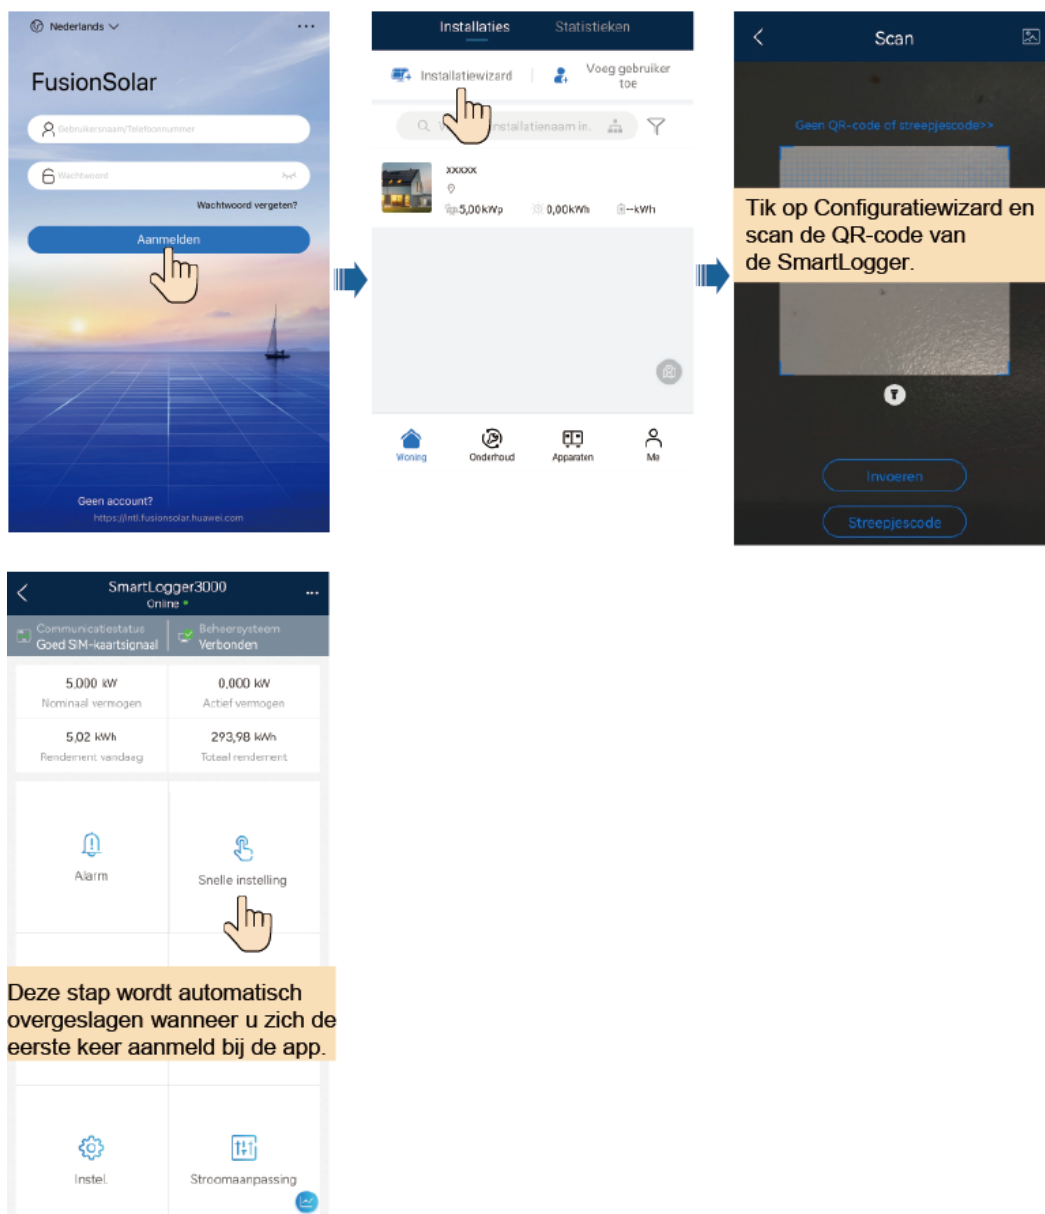 Nederlands
FusionSolar
Gebruikersnaam/Telefoonnummer
Wachtwoord
Wachtwoord vergeten?
Aanmelden
Geen account?
https://intl.fusionsolar.huawei.com
Installaties
Statistieken
Installatiewizard
Voeg gebruiker
toe
installatienaam in.
xxxxx
5,00kWp
0,00kWh
--kWh
Woning
Onderhoud
Apparaten
Me
Scan
Geen QR-code of streepjescode>>
Tik op Configuratiewizard en
scan de QR-code van
de SmartLogger.
Invoeren
Streepjescode
SmartLogger3000
Online
Communicatiestatus
Goed SIM-kaartsignaal
Beheersysteem
Verbonden
5.000 kW
Nominaal vermogen
0,000 kW
Actief vermogen
5,02 kWh
Rendement vandaag
293,98 kWh
Totaal rendement
Alarm
Snelle instelling
Deze stap wordt automatisch
overgeslagen wanneer u zich de
eerste keer aanmeld bij de app.
Instel.
Stroomaanpassing